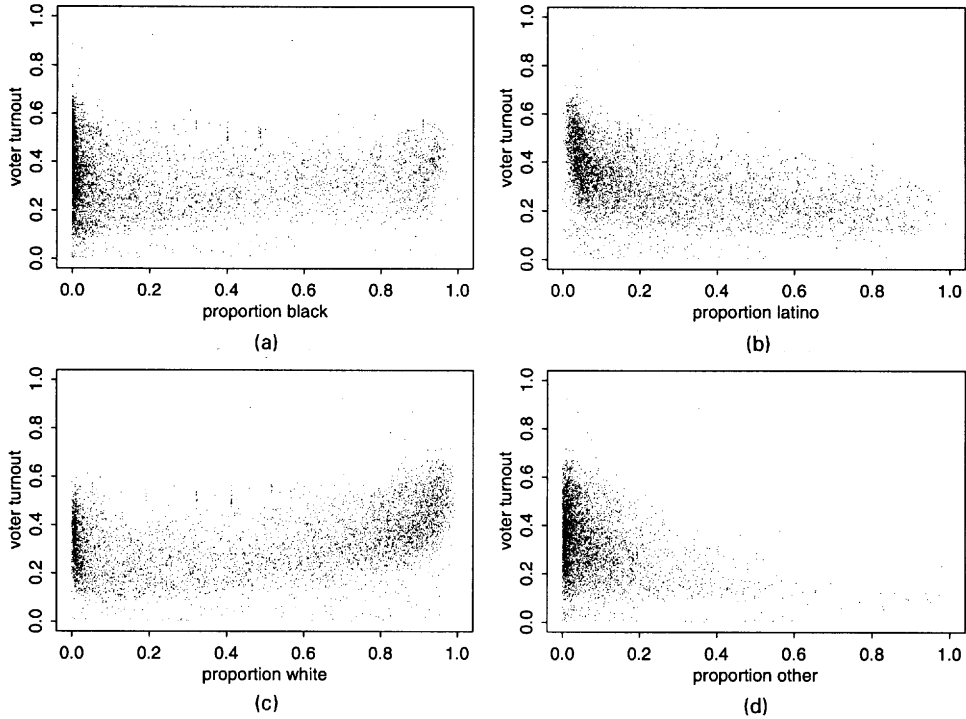 voter turnout
0.0 0.2 0.4 0.6 0.8 1.0
0.0 0.2 0.4 0.6 0.8 1.0
proportion black
(a)
voter turnout
0.0 0.2 0.4 0.6 0.8 1.0
0.0 0.2 0.4 0.6 0.8 1.0
proportion latino
(b)
voter turnout
0.0 0.2 0.4 0.6 0.8 1.0
0.0 0.2 0.4 0.6 0.8 1.0
proportion white
(c)
voter turnout
0.0 0.2 0.4 0.6 0.8 1.0
0.0 0.2 0.4 0.6 0.8 1.0
proportion other
(d)